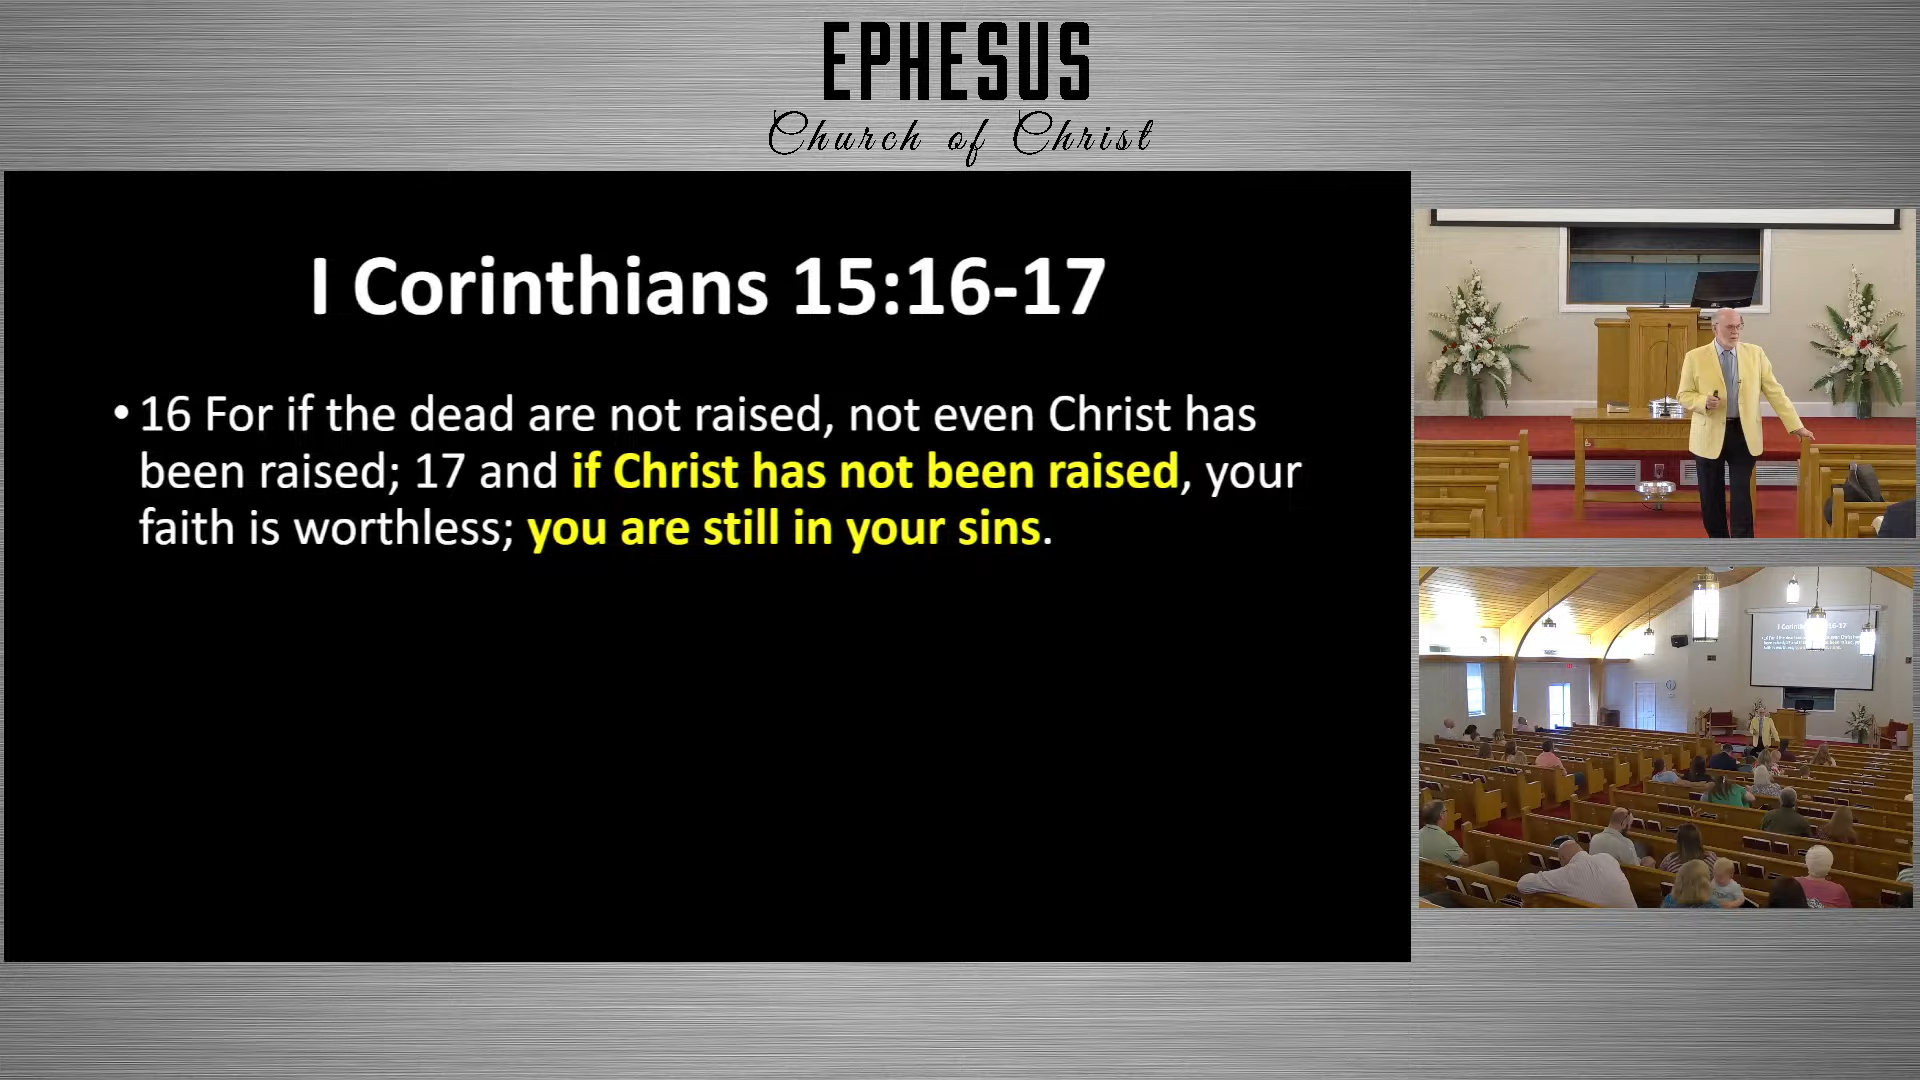 EPHESUS
Church of Christ
I Corinthians 15:16-17
• 16 For if the dead are not raised, not even Christ has
been raised; 17 and if Christ has not been raised, your
faith is worthless; you are still in your sins.